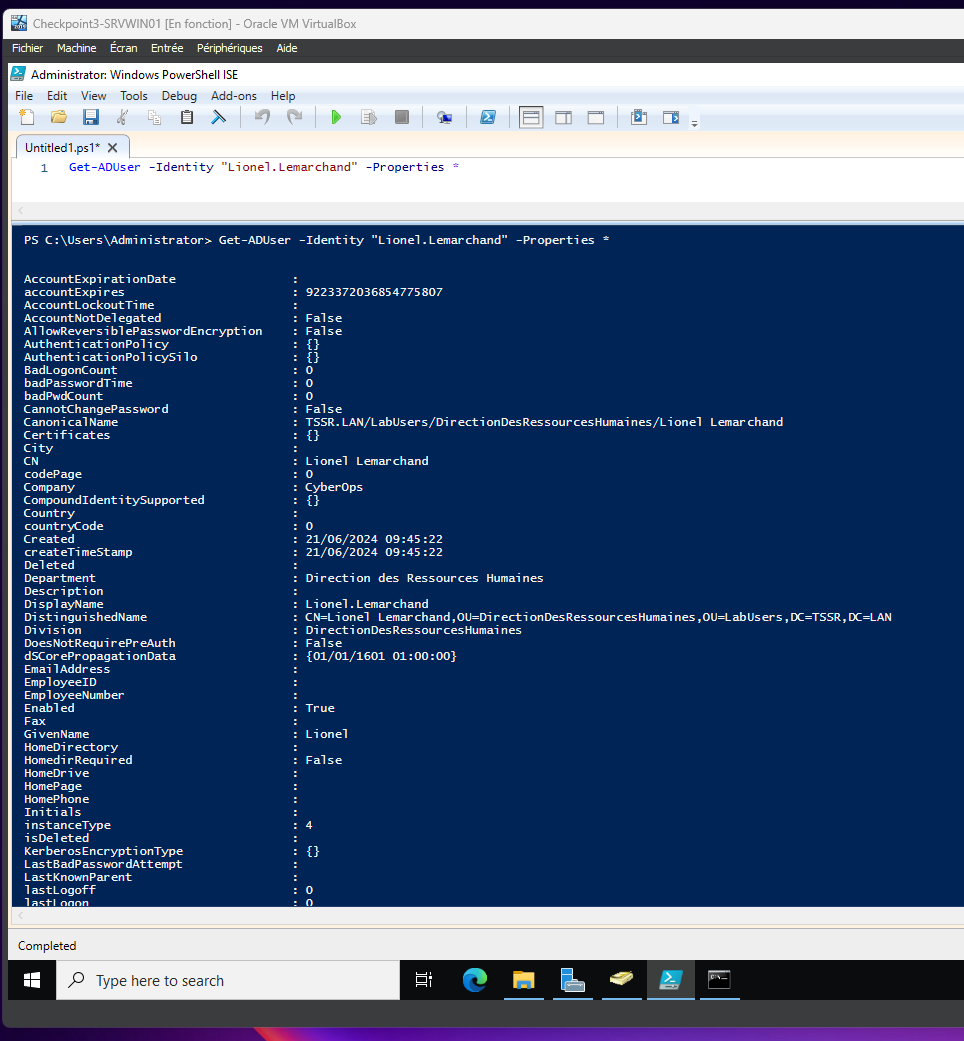 Checkpoint3-SRVWIN01 [En fonction] - Oracle VM VirtualBox
Fichier Machine Écran Entrée Périphériques Aide
Administrator: Windows PowerShell ISE
File Edit View Tools Debug Add-ons Help
Untitled1.ps1* X
1 Get-ADUser -Identity "Lionel.Lemarchand" -Properties *
PS C:\Users\Administrator> Get-ADUser -Identity "Lionel.Lemarchand" -Properties *
AccountExpirationDate :
accountExpires : 9223372036854775807
AccountLockoutTime :
AccountNotDelegated : False
AllowReversiblePasswordEncryption : False
AuthenticationPolicy : {}
AuthenticationPolicySilo : {}
BadLogonCount : 0
badPasswordTime : 0
badPwdCount : 0
CannotChangePassword : False
CanonicalName : TSSR.LAN/LabUsers/DirectionDesRessourcesHumaines/Lionel Lemarchand
Certificates : {}
City :
CN : Lionel Lemarchand
codePage : 0
Company : CyberOps
CompoundIdentitySupported : {}
Country :
countryCode : 0
Created : 21/06/2024 09:45:22
createTimeStamp : 21/06/2024 09:45:22
Deleted :
Department : Direction des Ressources Humaines
Description :
DisplayName : Lionel.Lemarchand
DistinguishedName : CN=Lionel Lemarchand,OU=DirectionDesRessourcesHumaines,OU=LabUsers,DC=TSSR,DC=LAN
Division : DirectionDesRessourcesHumaines
DoesNotRequirePreAuth : False
dSCorePropagationData : {01/01/1601 01:00:00}
EmailAddress :
EmployeeID :
EmployeeNumber :
Enabled : True
Fax :
GivenName : Lionel
HomeDirectory :
HomedirRequired : False
HomeDrive :
HomePage :
HomePhone :
Initials :
instanceType : 4
isDeleted :
KerberosEncryptionType : {}
LastBadPasswordAttempt :
LastKnownParent :
lastLogoff : 0
lastLogon : 0
Completed
Type here to search